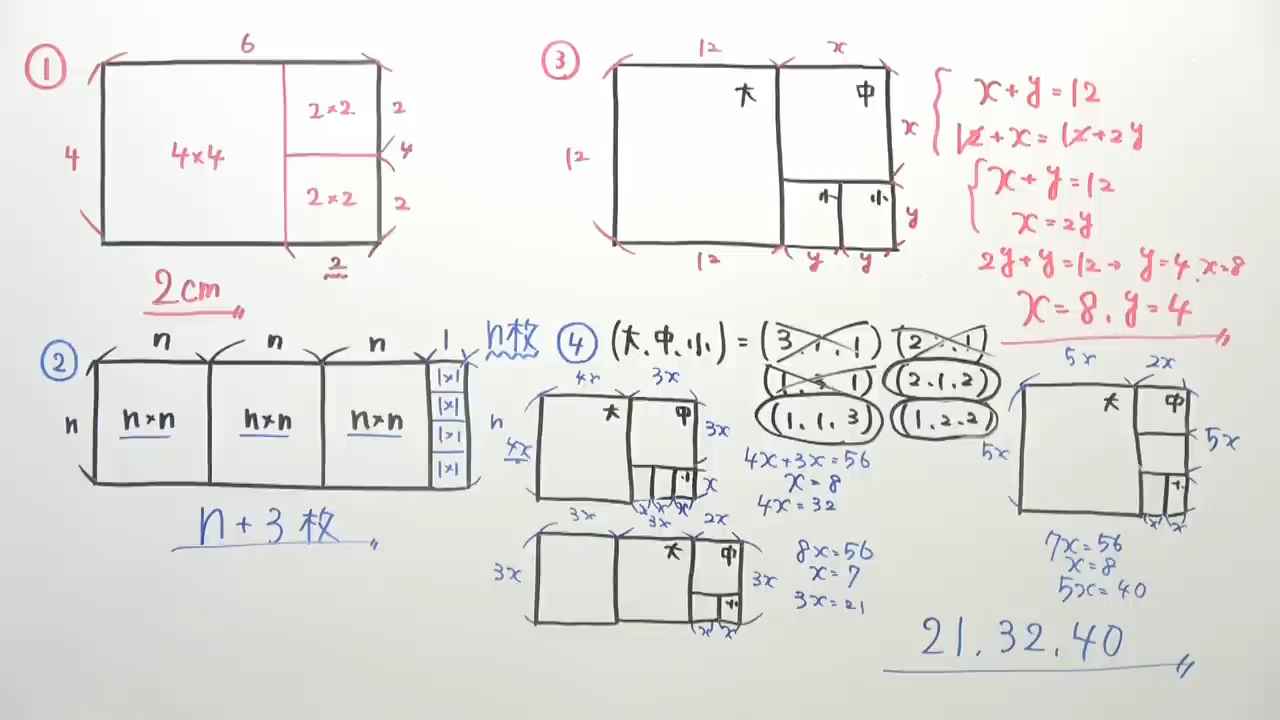 ①
6
4
4×4
2×2
2×2
2
4
2
2
2cm
②
n
n
n
1
n枚
n
n×n
n×n
n×n
1×1
1×1
1×1
1×1
n
n+3枚
③
12
x
12
大
中
小
小
x
y
12
y
y
x+y=12
12+x=12+2y
x+y=12
x=2y
2y+y=12→ y=4, x=8
x=8, y=4
④
(大, 中, 小) = (3, 1, 1) (2, 1, 1)
(1, 3, 1) (2, 1, 2)
(1, 1, 3) (1, 2, 2)
4x
3x
4x
大
中
小
3x
x
x
x
x
4x+3x=56
x=8
4x=32
3x
3x
2x
3x
大
中
小
3x
x
x
8x=56
x=7
3x=21
5x
2x
5x
大
中
小
5x
x
x
7x=56
x=8
5x=40
21, 32, 40